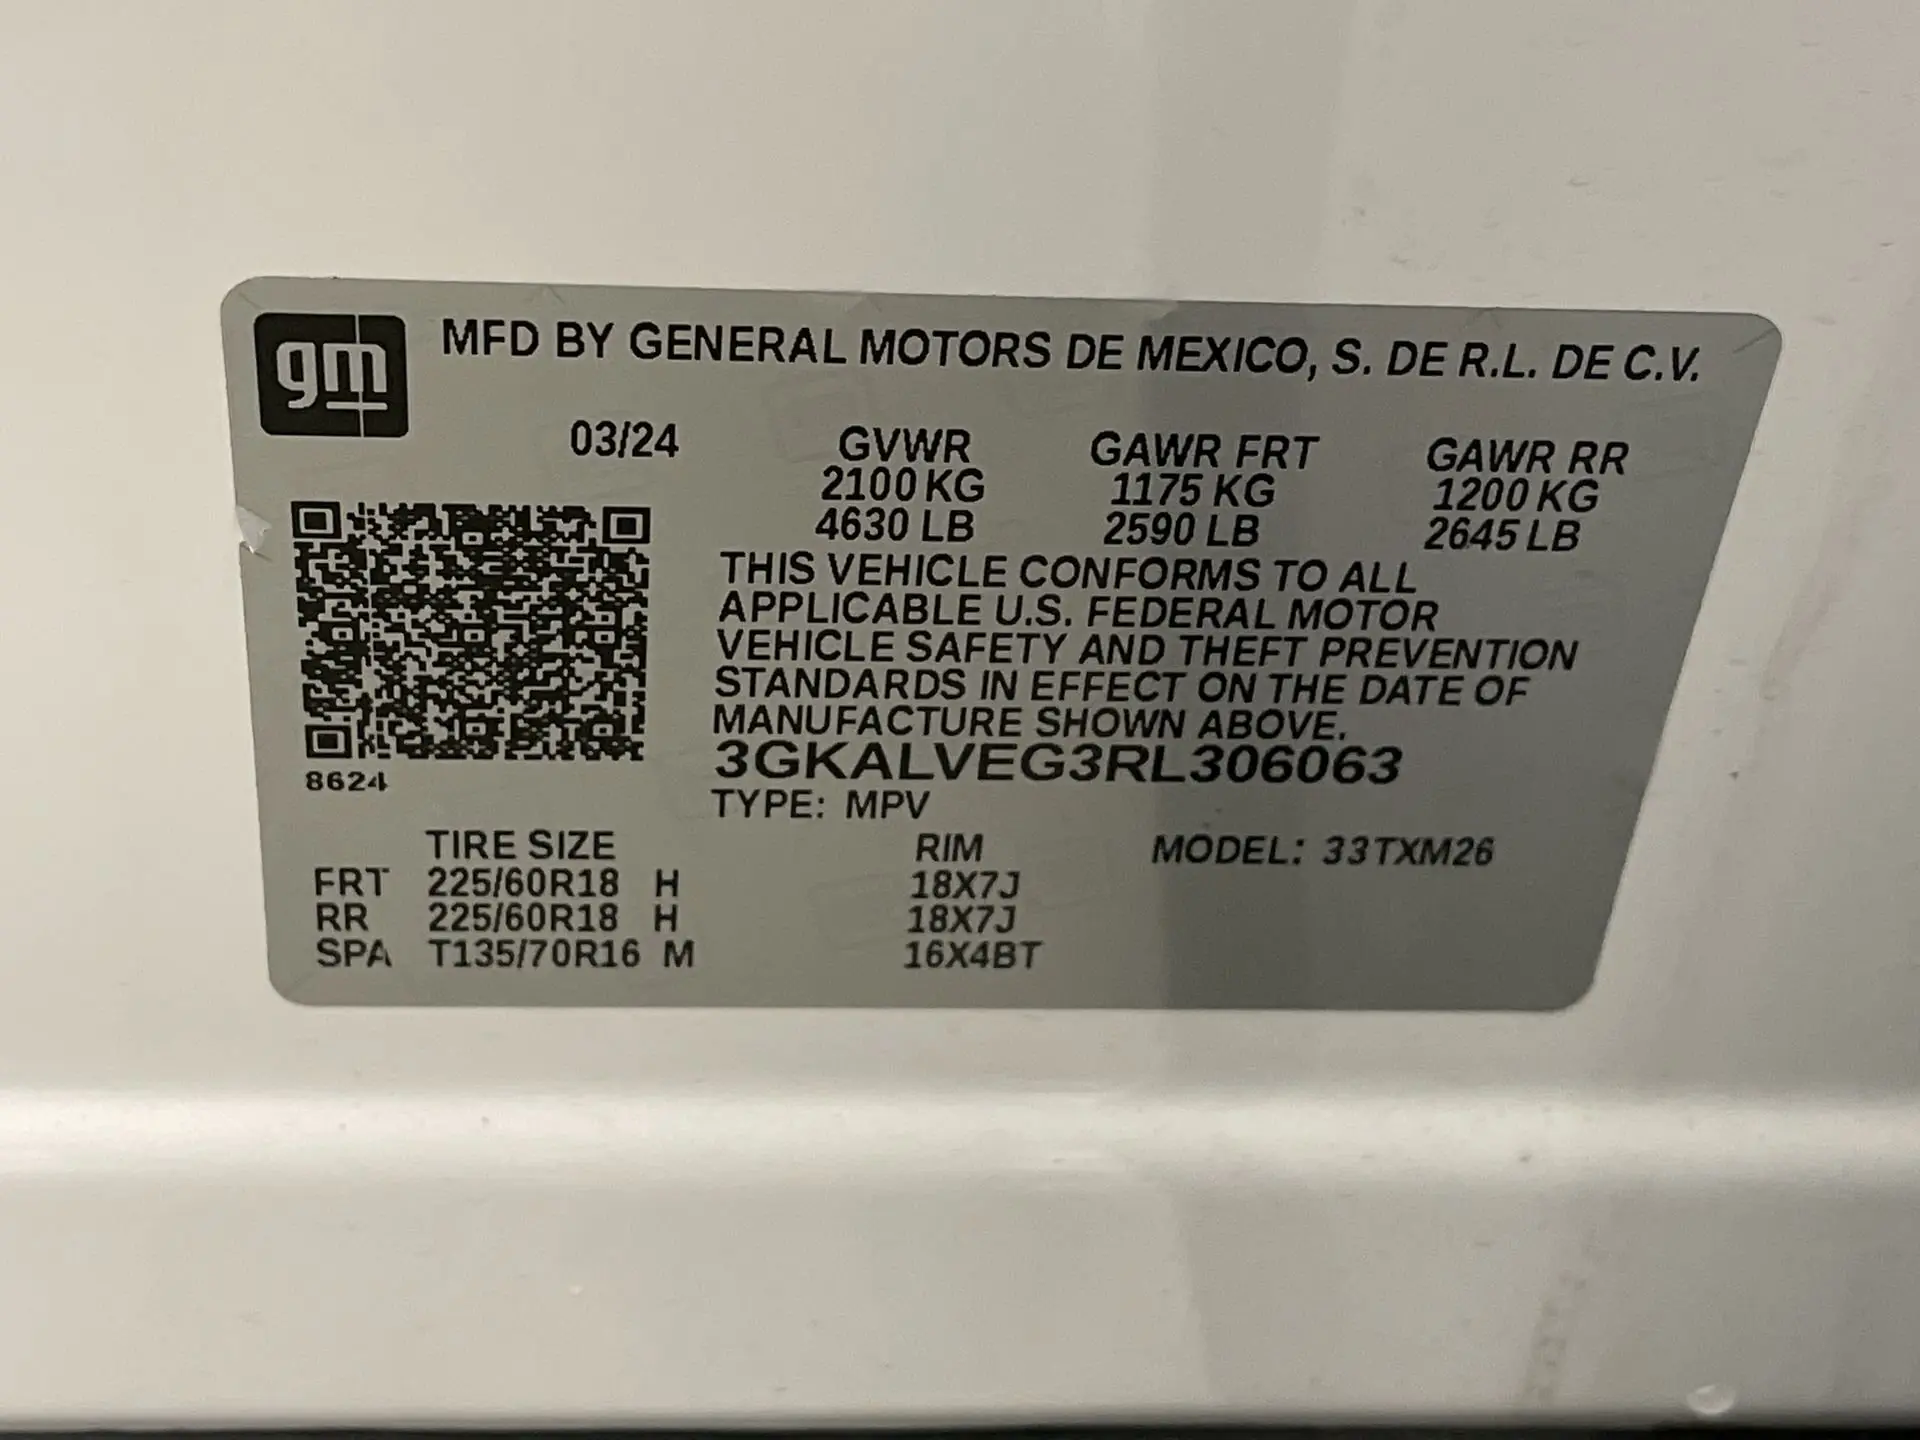 gm
MFD BY GENERAL MOTORS DE MEXICO, S. DE R.L. DE C.V.
03/24 GVWR GAWR FRT GAWR RR
2100 KG 1175 KG 1200 KG
4630 LB 2590 LB 2645 LB
THIS VEHICLE CONFORMS TO ALL
APPLICABLE U.S. FEDERAL MOTOR
VEHICLE SAFETY AND THEFT PREVENTION
STANDARDS IN EFFECT ON THE DATE OF
MANUFACTURE SHOWN ABOVE.
3GKALVEG3RL306063
8624
TYPE: MPV
TIRE SIZE RIM MODEL: 33TXM26
FRT 225/60R18 H 18X7J
RR 225/60R18 H 18X7J
SPA T135/70R16 M 16X4BT